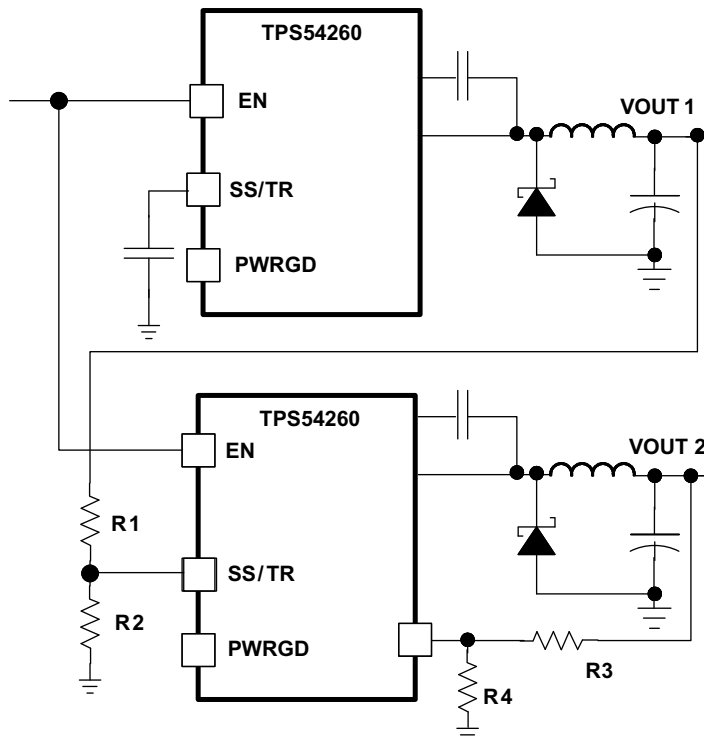 TPS54260
EN
VOUT 1
SS/TR
PWRGD
TPS54260
EN
VOUT 2
R1
SS/TR
R2
PWRGD
R3
R4